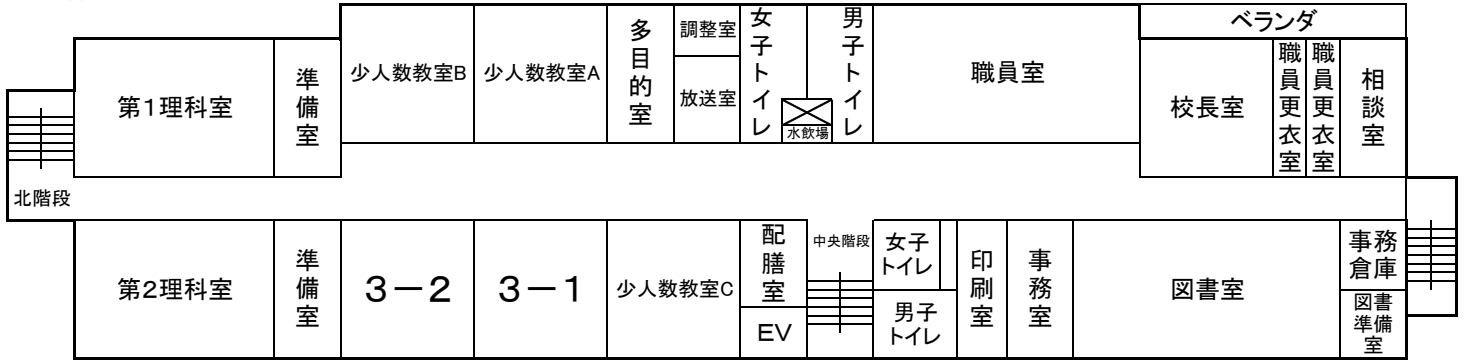 ベランダ
第1理科室
準備室
少人数教室B
少人数教室A
多目的室
調整室
放送室
女子トイレ
水飲場
男子トイレ
職員室
校長室
職員更衣室
職員更衣室
相談室
北階段
第2理科室
準備室
3－2
3－1
少人数教室C
配膳室
EV
中央階段
女子
トイレ
男子
トイレ
印刷室
事務室
図書室
事務
倉庫
図書
準備
室